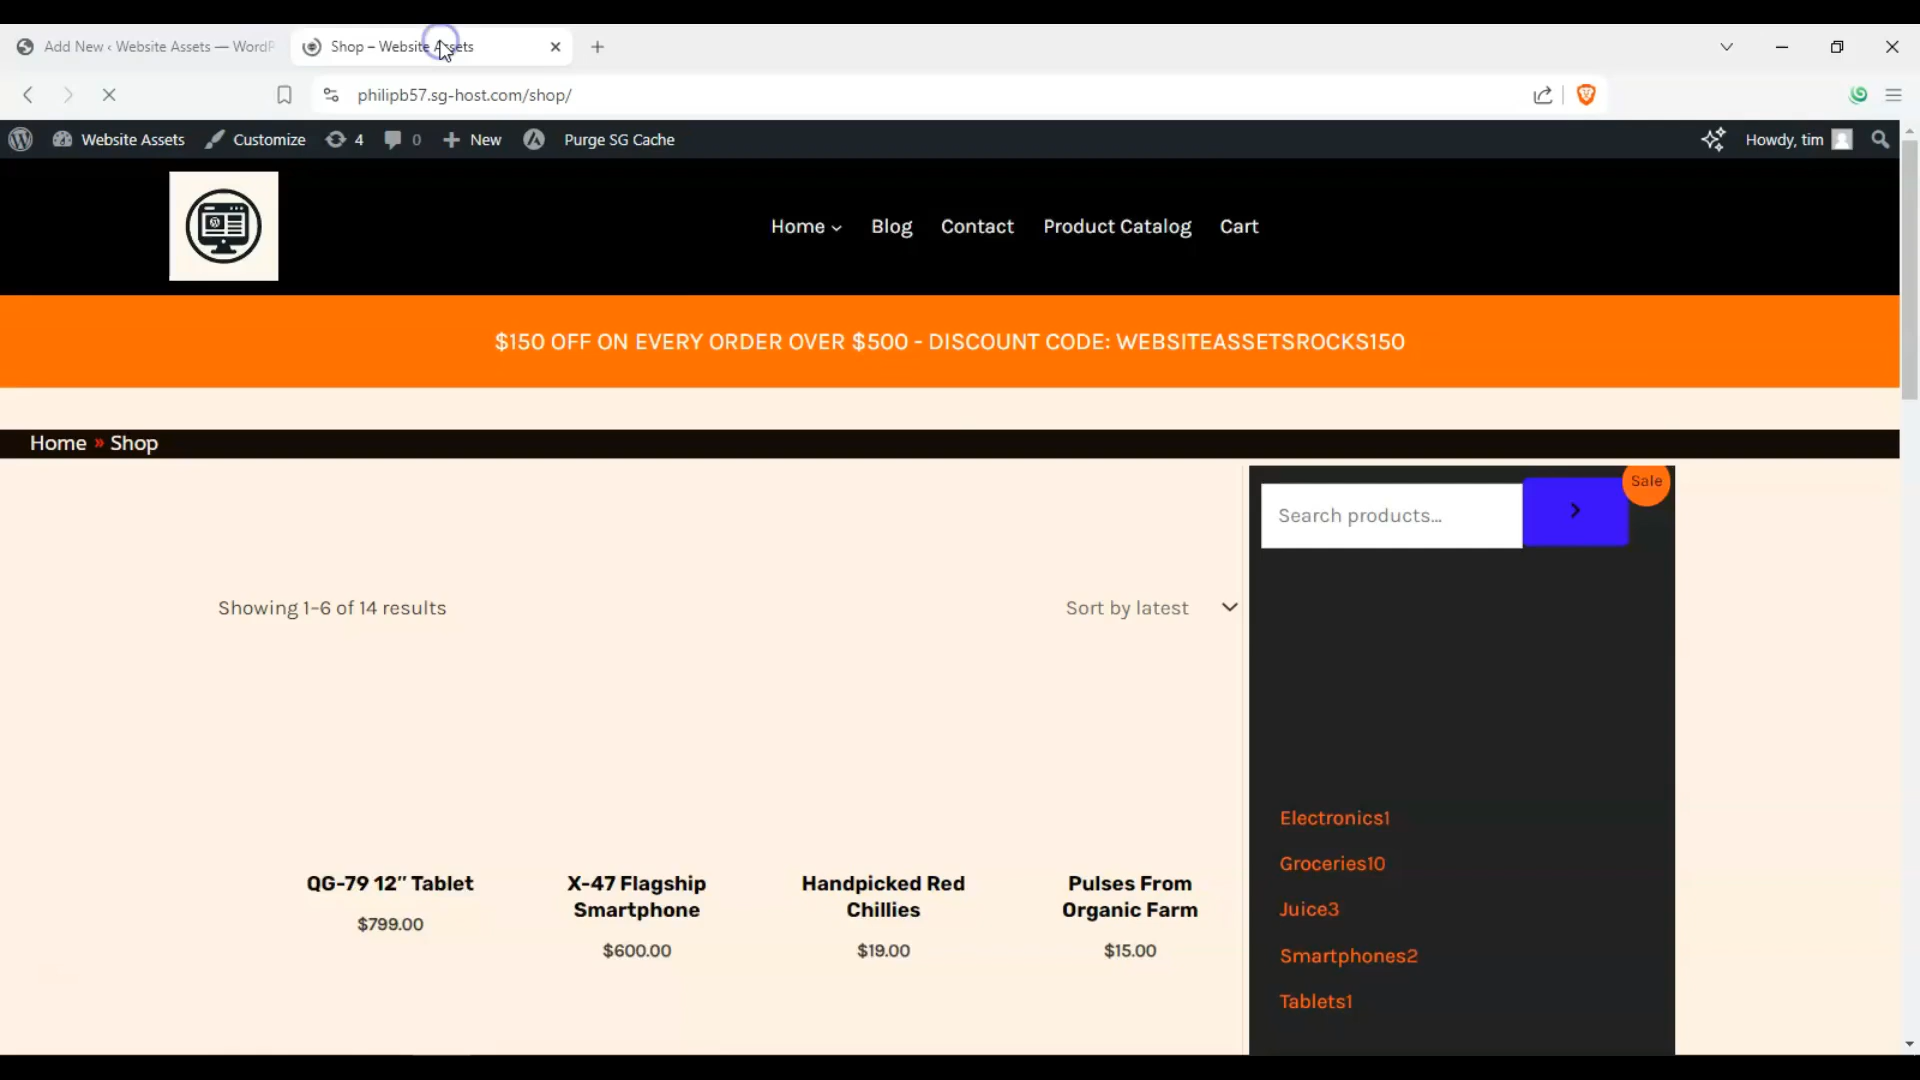 Add New ‹ Website Assets — WordP
Shop – Website Assets
philipb57.sg-host.com/shop/
Website Assets
Customize
4
0
New
Purge SG Cache
Howdy, tim
Home
Blog
Contact
Product Catalog
Cart
$150 OFF ON EVERY ORDER OVER $500 - DISCOUNT CODE: WEBSITEASSETSROCKS150
Home » Shop
Sale
Search products…
Showing 1–6 of 14 results
Sort by latest
Electronics1
Groceries10
Juice3
Smartphones2
Tablets1
QG-79 12″ Tablet
$799.00
X-47 Flagship
Smartphone
$600.00
Handpicked Red
Chillies
$19.00
Pulses From
Organic Farm
$15.00